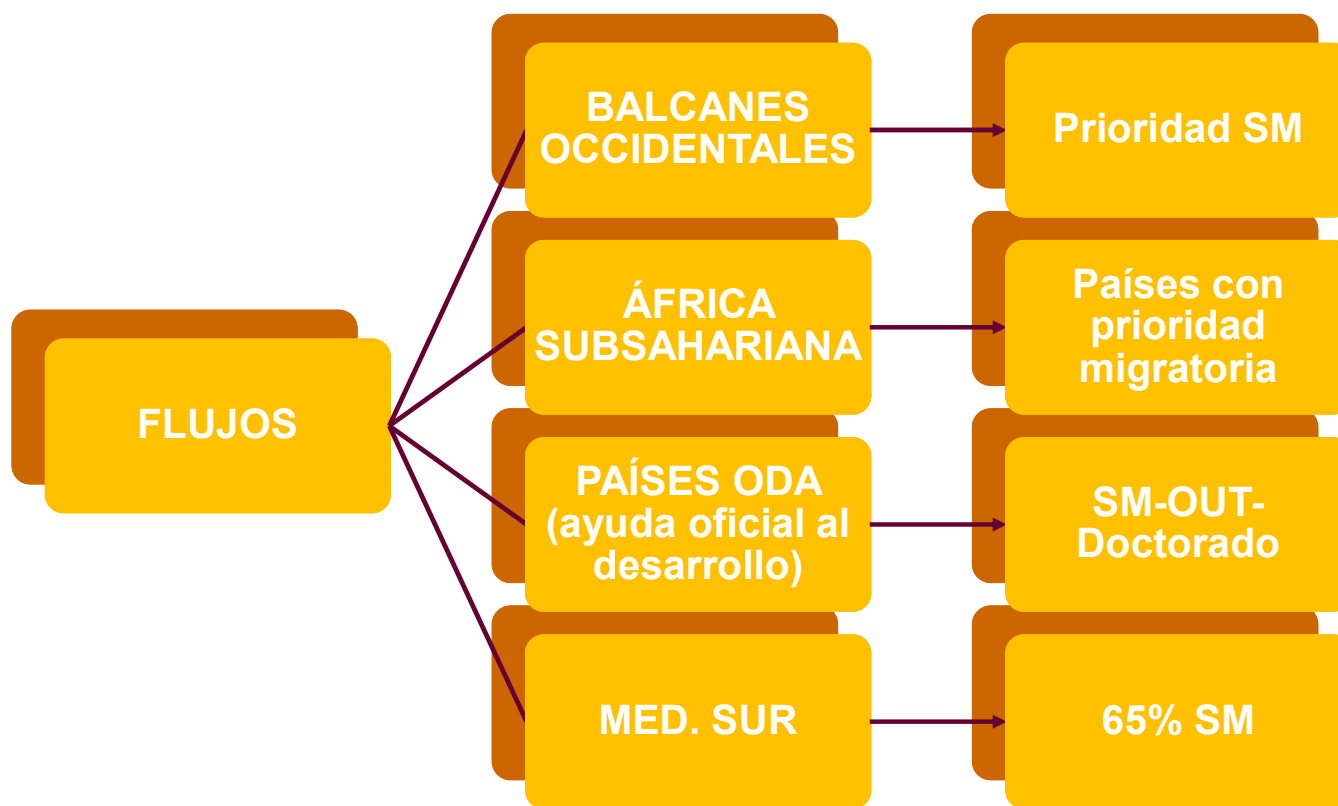 FLUJOS
BALCANES
OCCIDENTALES
Prioridad SM
ÁFRICA
SUBSAHARIANA
Países con
prioridad
migratoria
PAÍSES ODA
(ayuda oficial al
desarrollo)
SM-OUT-
Doctorado
MED. SUR
65% SM